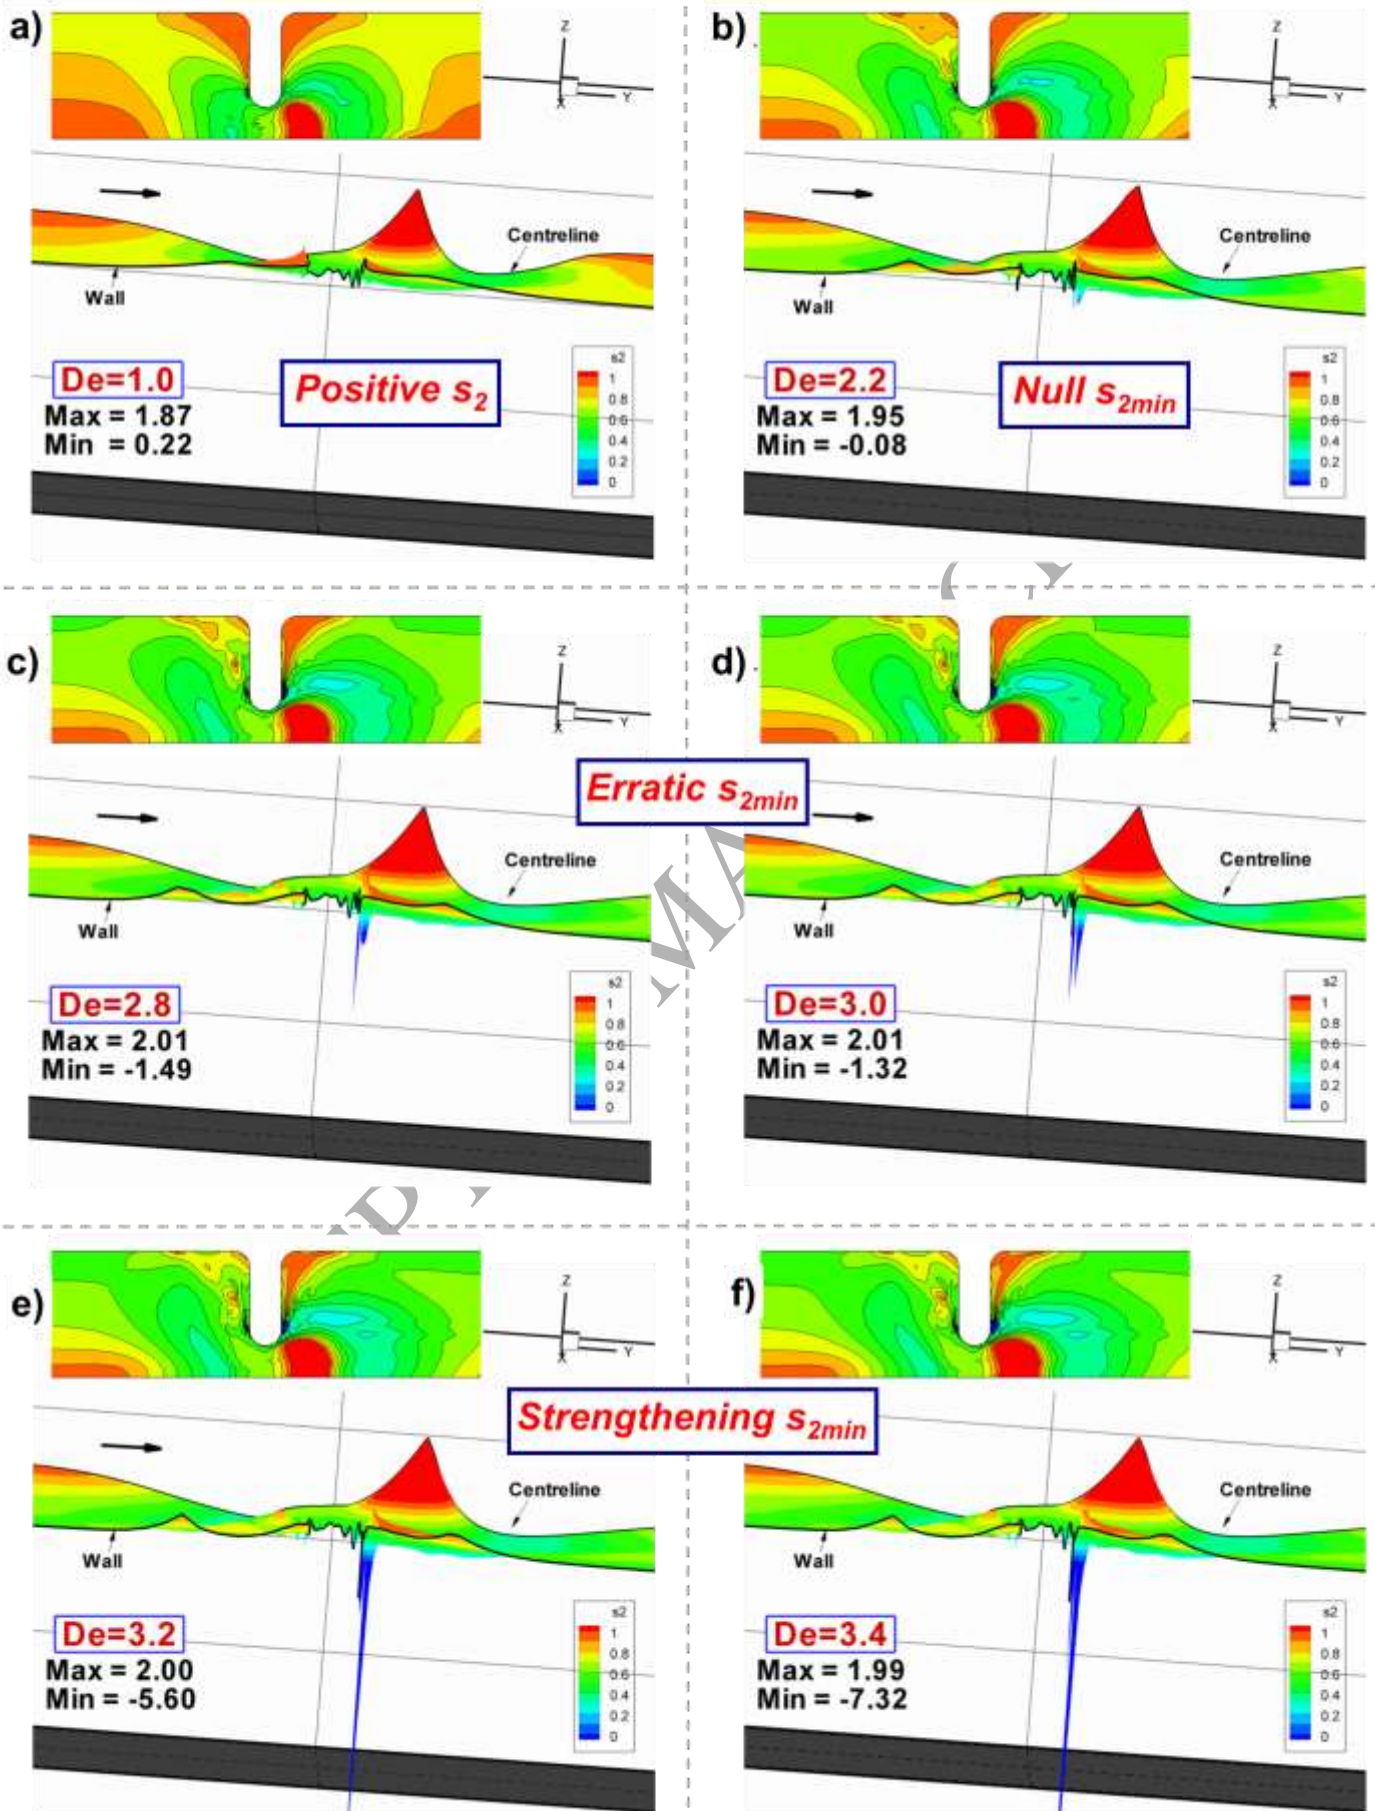 a)
Z
Y
X
Centreline
Wall
De=1.0
Max = 1.87
Min = 0.22
Positive s2
s2
1
0.8
0.6
0.4
0.2
0
b)
Z
Y
X
Centreline
Wall
De=2.2
Max = 1.95
Min = -0.08
Null s2min
s2
1
0.8
0.6
0.4
0.2
0
c)
Z
Y
X
Centreline
Wall
De=2.8
Max = 2.01
Min = -1.49
s2
1
0.8
0.6
0.4
0.2
0
Erratic s2min
d)
Z
Y
X
Centreline
Wall
De=3.0
Max = 2.01
Min = -1.32
s2
1
0.8
0.6
0.4
0.2
0
e)
Z
Y
X
Centreline
Wall
De=3.2
Max = 2.00
Min = -5.60
s2
1
0.8
0.6
0.4
0.2
0
Strengthening s2min
f)
Z
Y
X
Centreline
Wall
De=3.4
Max = 1.99
Min = -7.32
s2
1
0.8
0.6
0.4
0.2
0